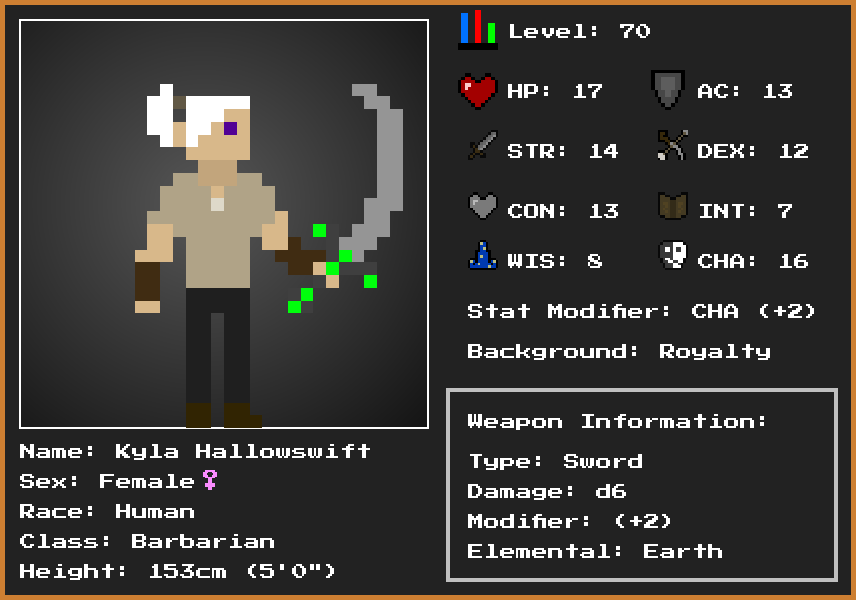 Level: 70
HP: 17
AC: 13
STR: 14
DEX: 12
CON: 13
INT: 7
WIS: 8
CHA: 16
Stat Modifier: CHA (+2)
Background: Royalty
Weapon Information:
Type: Sword
Damage: d6
Modifier: (+2)
Elemental: Earth
Name: Kyla Hallowswift
Sex: Female♀
Race: Human
Class: Barbarian
Height: 153cm (5'0")